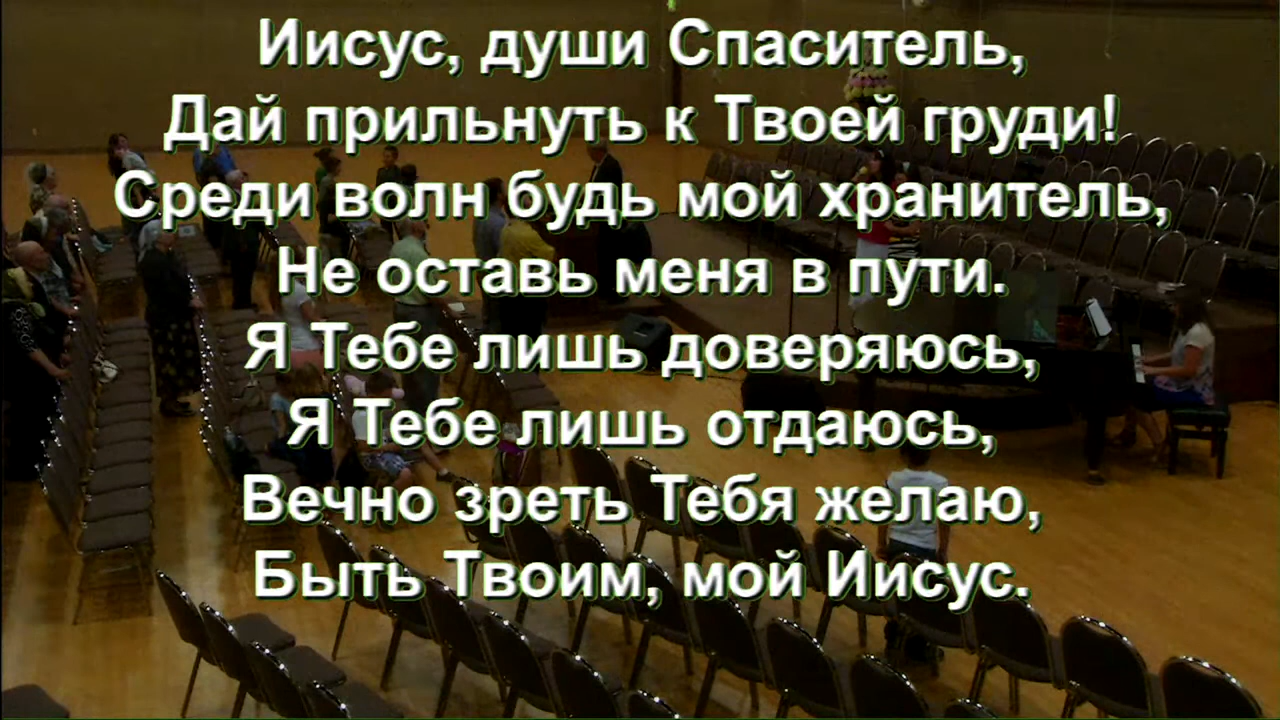 Иисус, души Спаситель,
Дай прильнуть к Твоей груди!
Среди волн будь мой хранитель,
Не оставь меня в пути.
Я Тебе лишь доверяюсь,
Я Тебе лишь отдаюсь,
Вечно зреть Тебя желаю,
Быть Твоим, мой Иисус.